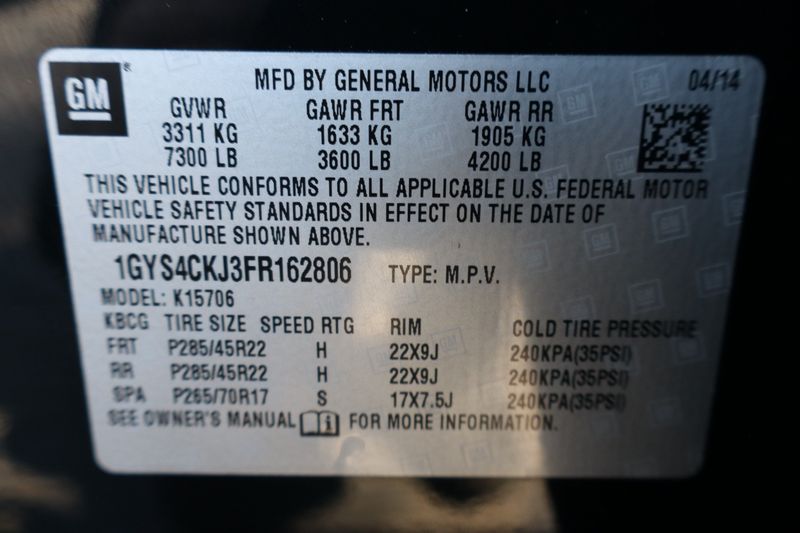 GM®
MFD BY GENERAL MOTORS LLC 04/14
GVWR GAWR FRT GAWR RR
3311 KG 1633 KG 1905 KG
7300 LB 3600 LB 4200 LB
THIS VEHICLE CONFORMS TO ALL APPLICABLE U.S. FEDERAL MOTOR
VEHICLE SAFETY STANDARDS IN EFFECT ON THE DATE OF
MANUFACTURE SHOWN ABOVE.
1GYS4CKJ3FR162806 TYPE: M.P.V.
MODEL: K15706
KBCG TIRE SIZE SPEED RTG RIM COLD TIRE PRESSURE
FRT P285/45R22 H 22X9J 240KPA(35PSI)
RR P285/45R22 H 22X9J 240KPA(35PSI)
SPA P265/70R17 S 17X7.5J 240KPA(35PSI)
SEE OWNER'S MANUAL FOR MORE INFORMATION.